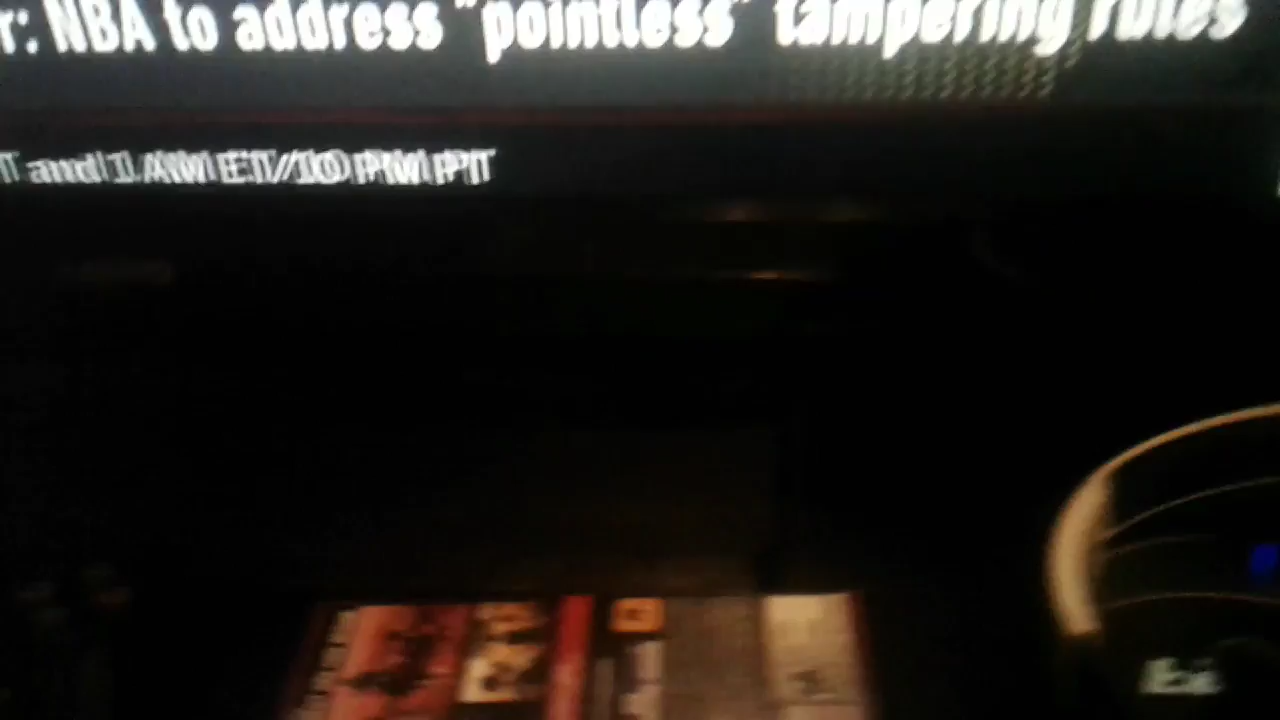 r: NBA to address "pointless" tampering rules
T and 1 AM ET/10 PM PT